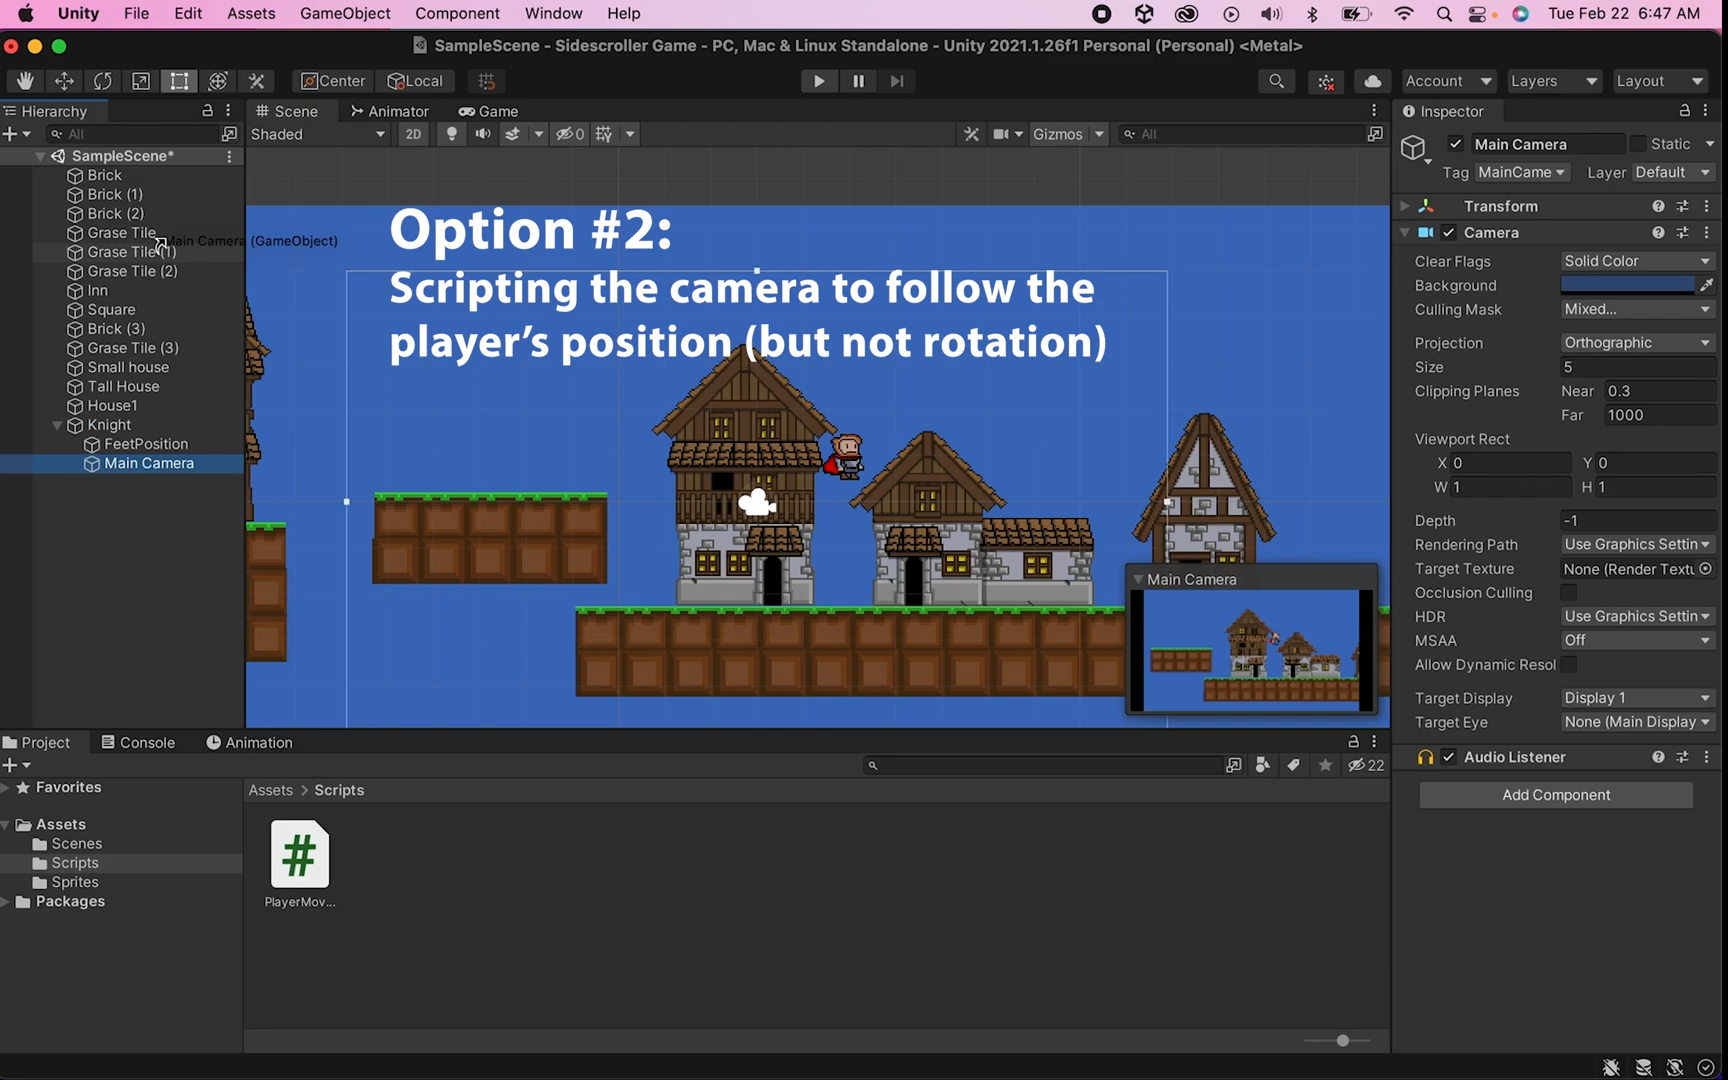 Unity File Edit Assets GameObject Component Window Help Tue Feb 22 6:47 AM
SampleScene - Sidescroller Game - PC, Mac & Linux Standalone - Unity 2021.1.26f1 Personal (Personal) <Metal>
Center Local Account Layers Layout
Hierarchy
All
SampleScene*
Brick
Brick (1)
Brick (2)
Grase Tile
Grase Tile (1)
Grase Tile (2)
Inn
Square
Brick (3)
Grase Tile (3)
Small house
Tall House
House1
Knight
FeetPosition
Main Camera
Main Camera (GameObject)
Scene Animator Game
Shaded 2D 0 Gizmos All
Option #2:
Scripting the camera to follow the
player's position (but not rotation)
Main Camera
Inspector
Main Camera Static
Tag MainCame Layer Default
Transform
Camera
Clear Flags Solid Color
Background
Culling Mask Mixed...
Projection Orthographic
Size 5
Clipping Planes Near 0.3
Far 1000
Viewport Rect
X 0 Y 0
W 1 H 1
Depth -1
Rendering Path Use Graphics Settin
Target Texture None (Render Textu
Occlusion Culling
HDR Use Graphics Settin
MSAA Off
Allow Dynamic Resol
Target Display Display 1
Target Eye None (Main Display
Audio Listener
Add Component
Project Console Animation
22
Favorites
Assets
Scenes
Scripts
Sprites
Packages
Assets > Scripts
#
PlayerMov...